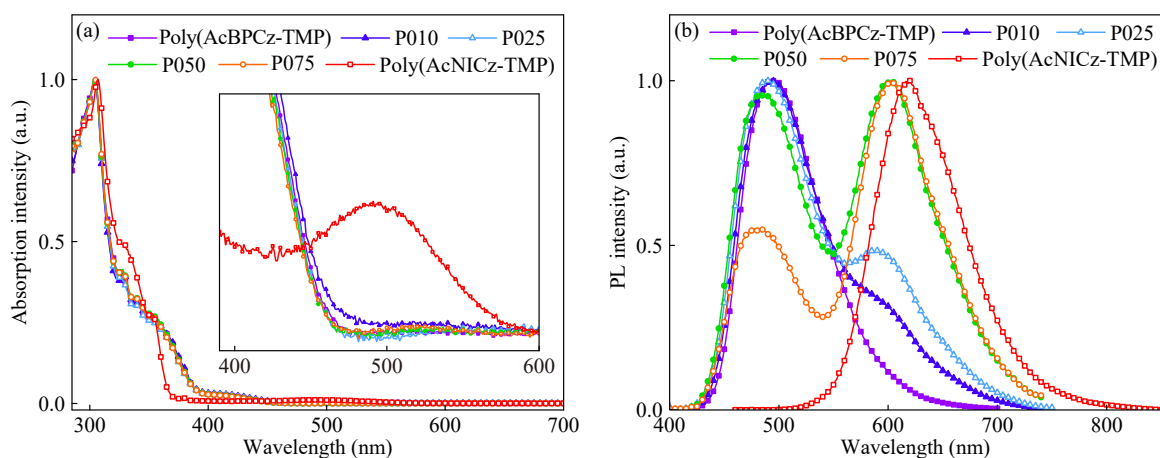 (a)
Poly(AcBPCz-TMP) P010 P025
P050 P075 Poly(AcNICz-TMP)
1.0
0.5
0.0
Absorption intensity (a.u.)
400 500 600
300 400 500 600 700
Wavelength (nm)
(b)
Poly(AcBPCz-TMP) P010 P025
P050 P075 Poly(AcNICz-TMP)
1.0
0.5
0.0
PL intensity (a.u.)
400 500 600 700 800
Wavelength (nm)